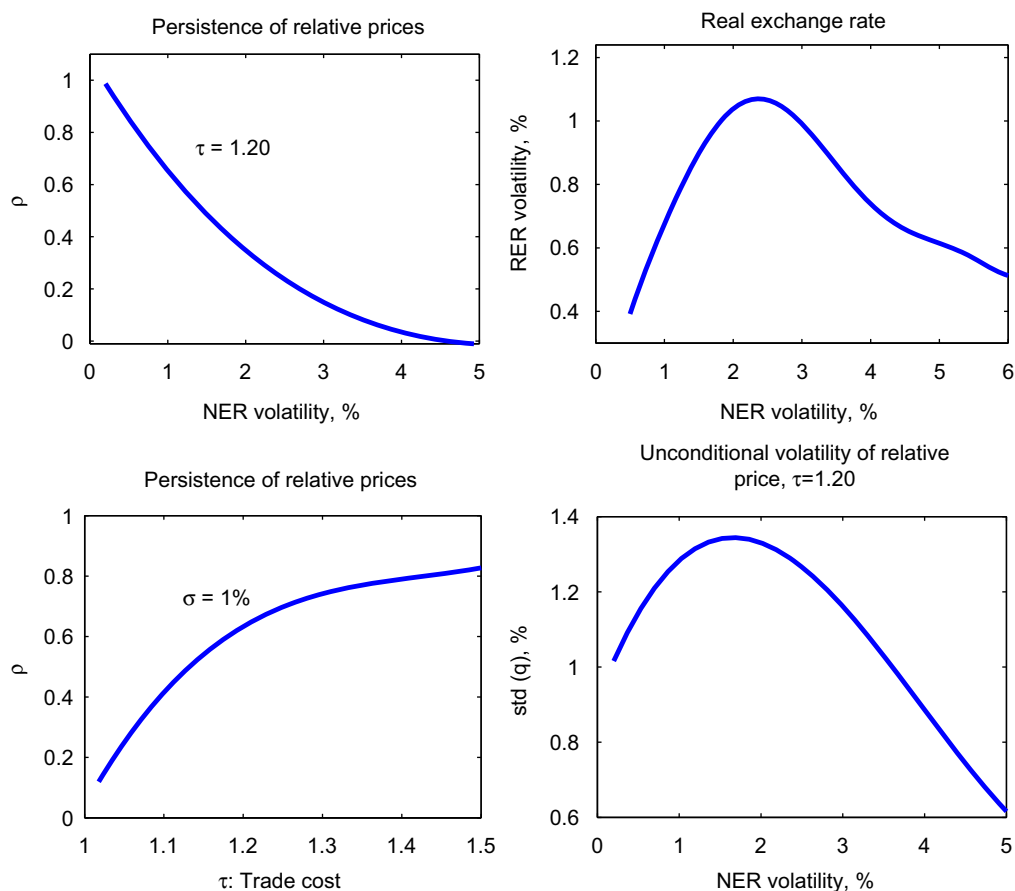 Persistence of relative prices
1
0.8
0.6
0.4
0.2
0
ρ
τ = 1.20
0 1 2 3 4 5
NER volatility, %
Real exchange rate
1.2
1
0.8
0.6
0.4
RER volatility, %
0 1 2 3 4 5 6
NER volatility, %
Persistence of relative prices
1
0.8
0.6
0.4
0.2
0
ρ
σ = 1%
1 1.1 1.2 1.3 1.4 1.5
τ: Trade cost
Unconditional volatility of relative
price, τ=1.20
1.4
1.2
1
0.8
0.6
std (q), %
0 1 2 3 4 5
NER volatility, %